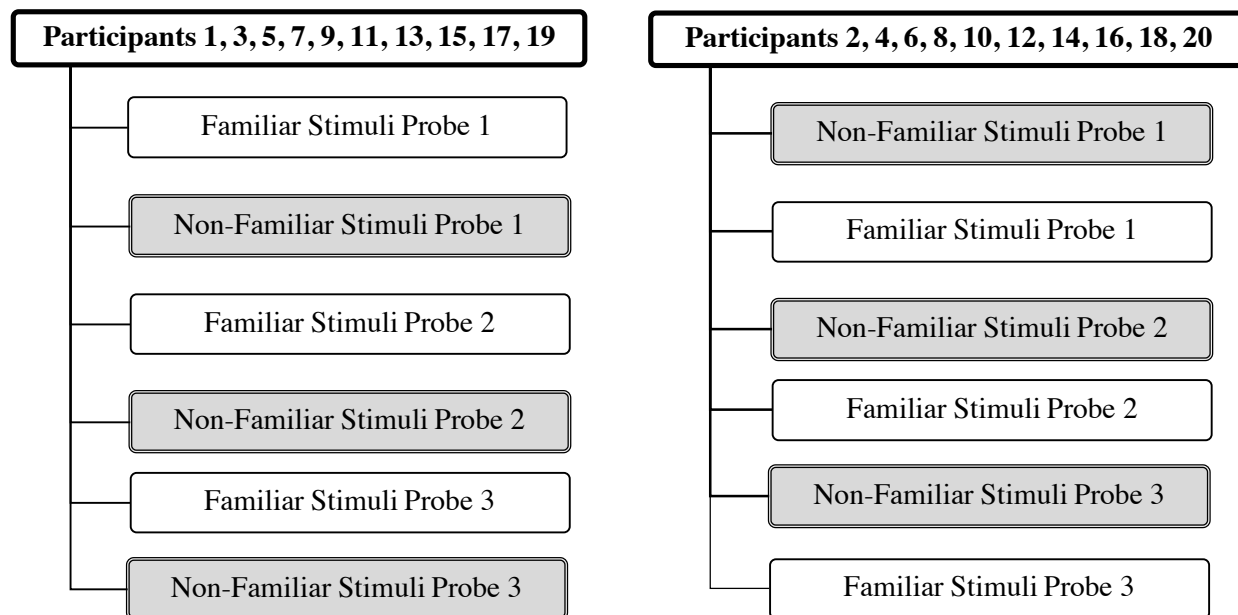 Participants 1, 3, 5, 7, 9, 11, 13, 15, 17, 19
Familiar Stimuli Probe 1
Non-Familiar Stimuli Probe 1
Familiar Stimuli Probe 2
Non-Familiar Stimuli Probe 2
Familiar Stimuli Probe 3
Non-Familiar Stimuli Probe 3
Participants 2, 4, 6, 8, 10, 12, 14, 16, 18, 20
Non-Familiar Stimuli Probe 1
Familiar Stimuli Probe 1
Non-Familiar Stimuli Probe 2
Familiar Stimuli Probe 2
Non-Familiar Stimuli Probe 3
Familiar Stimuli Probe 3